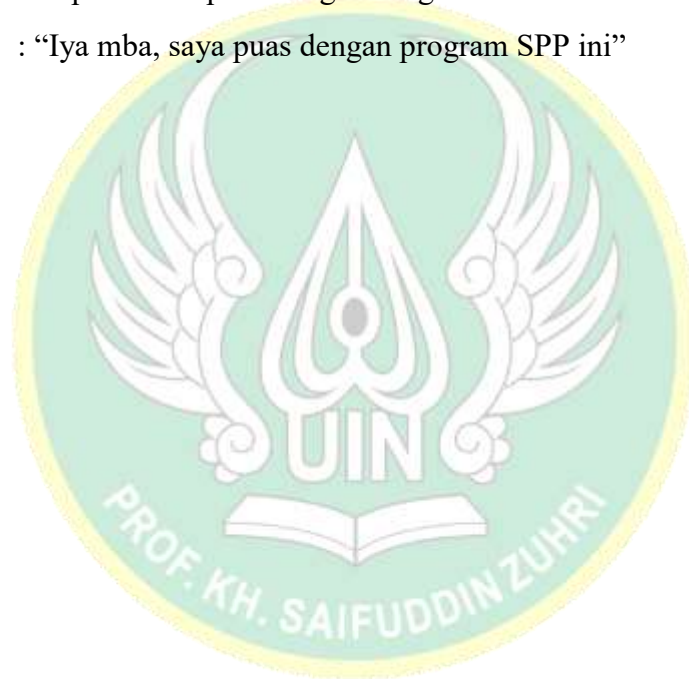 : “Iya mba, saya puas dengan program SPP ini”
UIN
PROF. KH. SAIFUDDIN ZUHRI